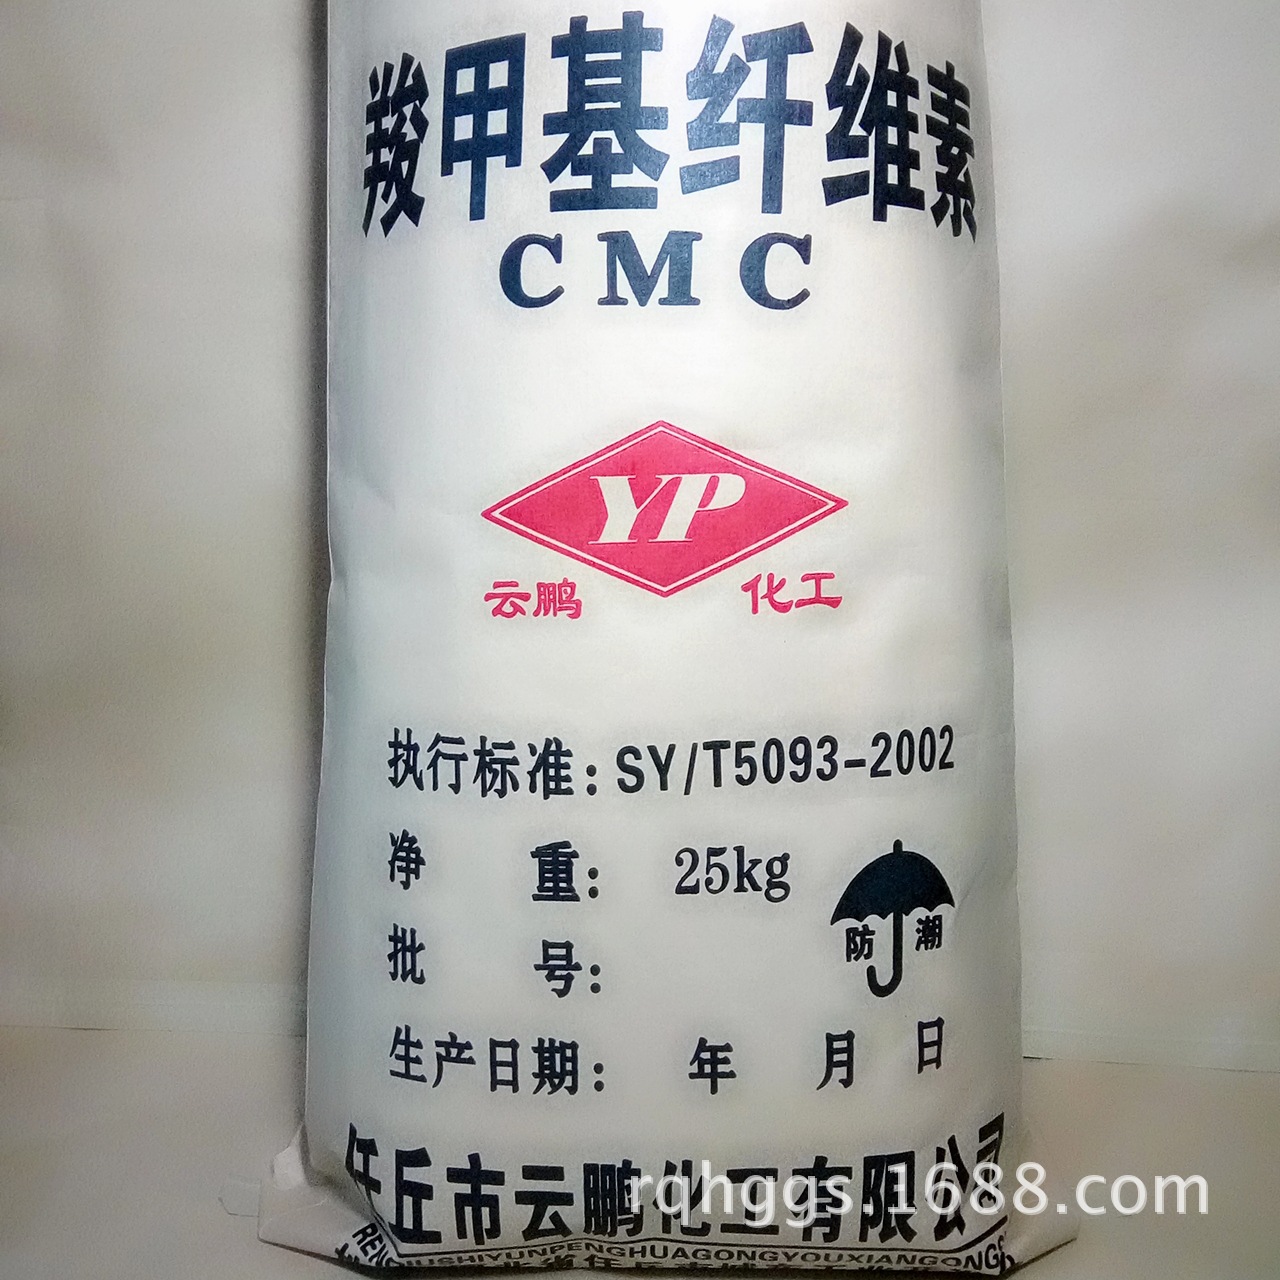 羧甲基纤维素
CMC
YP
云鹏 化工
执行标准：SY/T5093-2002
净 重： 25kg
批 号：
防潮
生产日期： 年 月 日
任丘市云鹏化工有限公司
rqhggs.1688.com